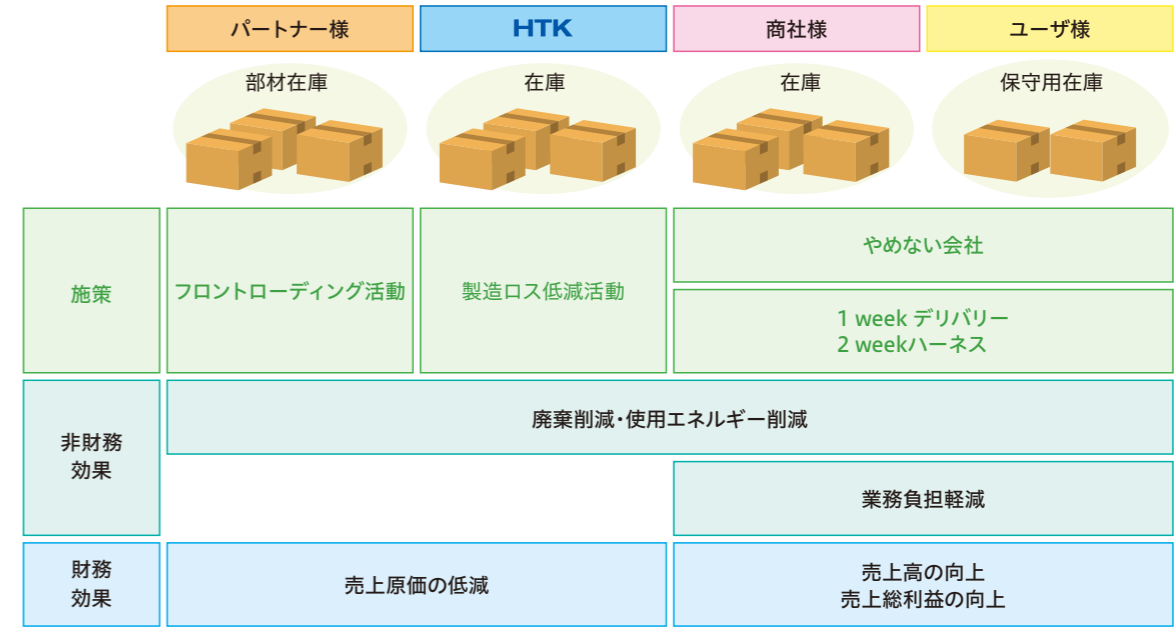 パートナー様
HTK
商社様
ユーザ様
部材在庫
在庫
在庫
保守用在庫
施策
フロントローディング活動
製造ロス低減活動
やめない会社
1 week デリバリー
2 weekハーネス
非財務
効果
廃棄削減・使用エネルギー削減
業務負担軽減
財務
効果
売上原価の低減
売上高の向上
売上総利益の向上